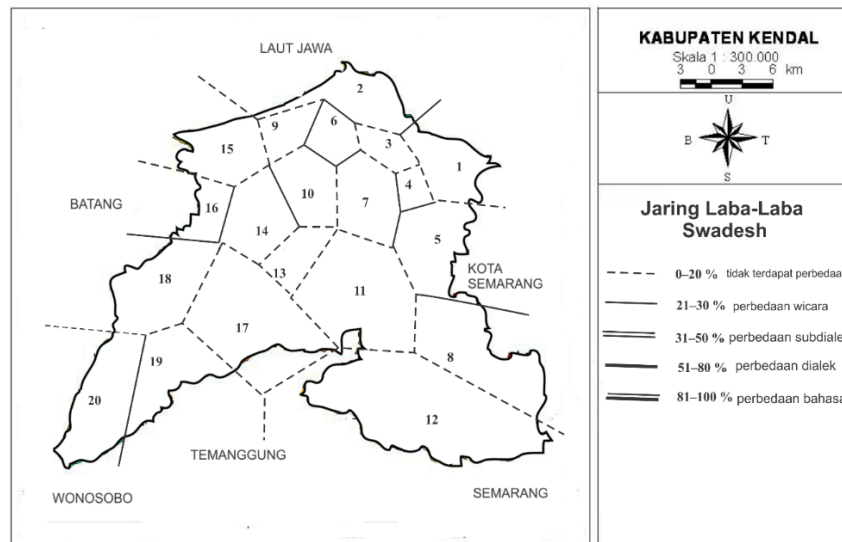 LAUT JAWA
2
9
6
3
15
1
4
10
7
BATANG
16
14
5
KOTA
SEMARANG
13
18
11
17
8
19
20
12
TEMANGGUNG
WONOSOBO
SEMARANG
KABUPATEN KENDAL
Skala 1 : 300.000
3 0 3 6 km
U
B T
S
Jaring Laba-Laba
Swadesh
0–20 % tidak terdapat perbedaa
21–30 % perbedaan wicara
31–50 % perbedaan subdiale
51–80 % perbedaan dialek
81–100 % perbedaan bahasa